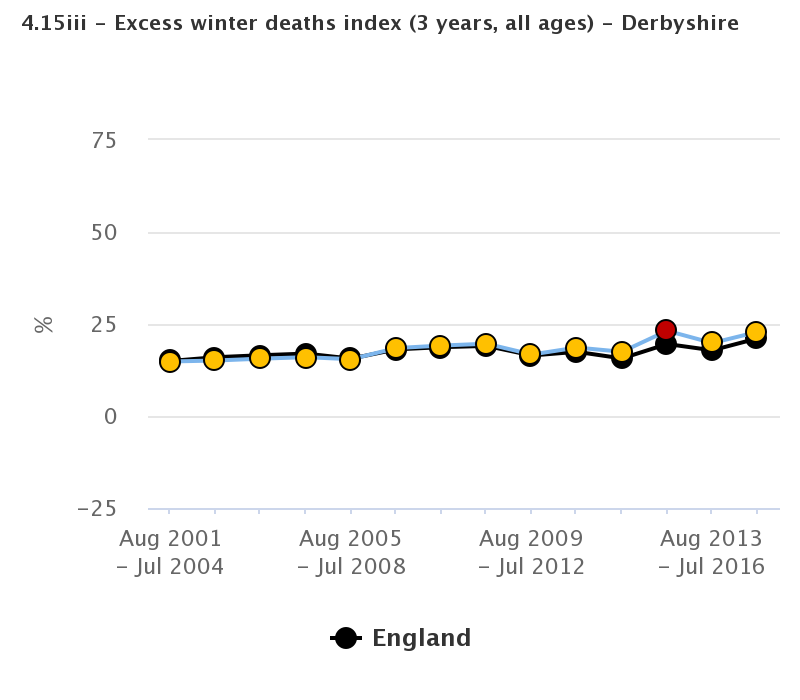 4.15iii – Excess winter deaths index (3 years, all ages) – Derbyshire
75
50
25
0
−25
%
Aug 2001 – Jul 2004
Aug 2005 – Jul 2008
Aug 2009 – Jul 2012
Aug 2013 – Jul 2016
England